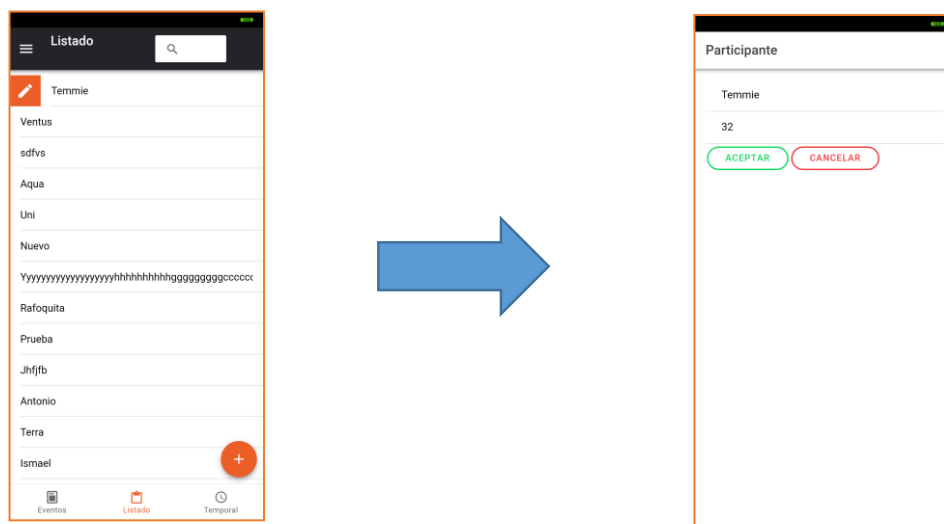 Listado
Temmie
Ventus
sdfvs
Aqua
Uni
Nuevo
Yyyyyyyyyyyyyyyyyyhhhhhhhhhhgggggggggcccccc
Rafoquita
Prueba
Jhfjfb
Antonio
Terra
Ismael
+
Eventos
Listado
Temporal
Participante
Temmie
32
ACEPTAR
CANCELAR